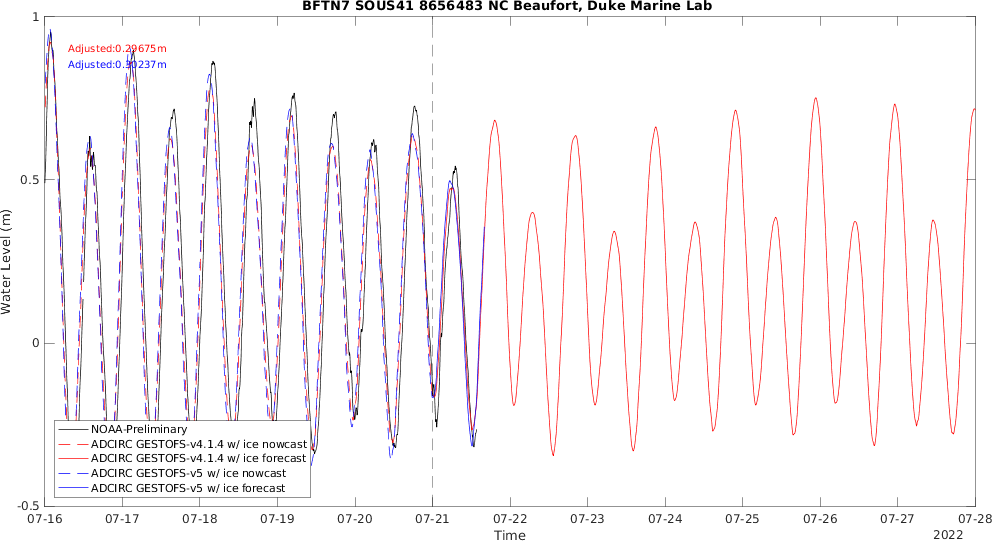 BFTN7 SOUS41 8656483 NC Beaufort, Duke Marine Lab
Adjusted:0.29675m
Adjusted:0.30237m
Water Level (m)
1
0.5
0
-0.5
NOAA-Preliminary
ADCIRC GESTOFS-v4.1.4 w/ ice nowcast
ADCIRC GESTOFS-v4.1.4 w/ ice forecast
ADCIRC GESTOFS-v5 w/ ice nowcast
ADCIRC GESTOFS-v5 w/ ice forecast
07-16 07-17 07-18 07-19 07-20 07-21 07-22 07-23 07-24 07-25 07-26 07-27 07-28
Time
2022